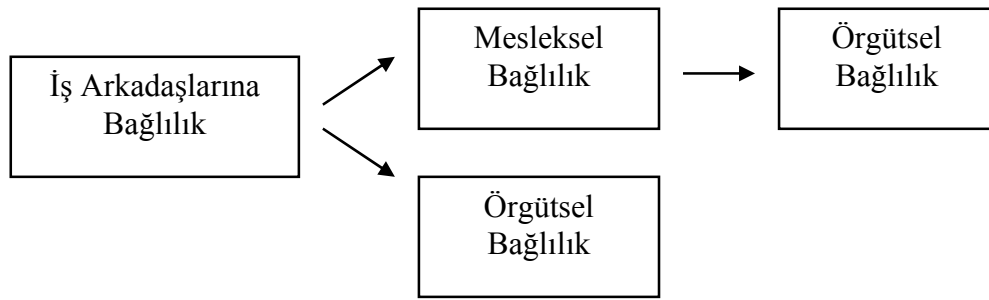 İş Arkadaşlarına
Bağlılık
Mesleksel
Bağlılık
Örgütsel
Bağlılık
Örgütsel
Bağlılık